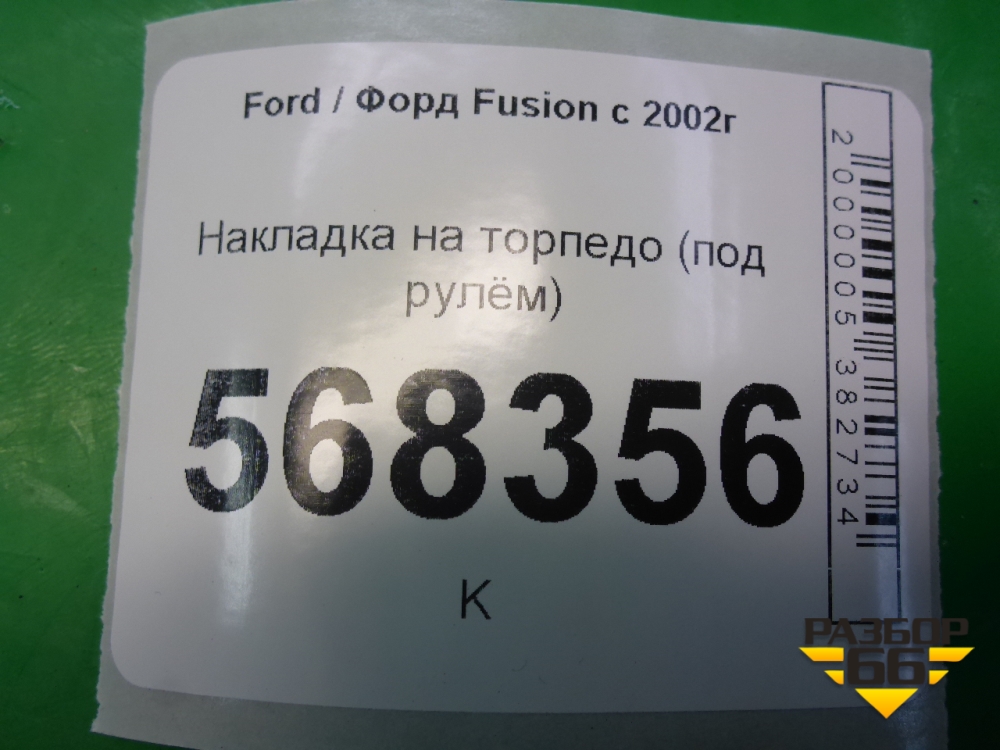 Ford / Форд Fusion с 2002г
Накладка на торпедо (под
рулём)
568356
К
2000005382734
РАЗБОР
66